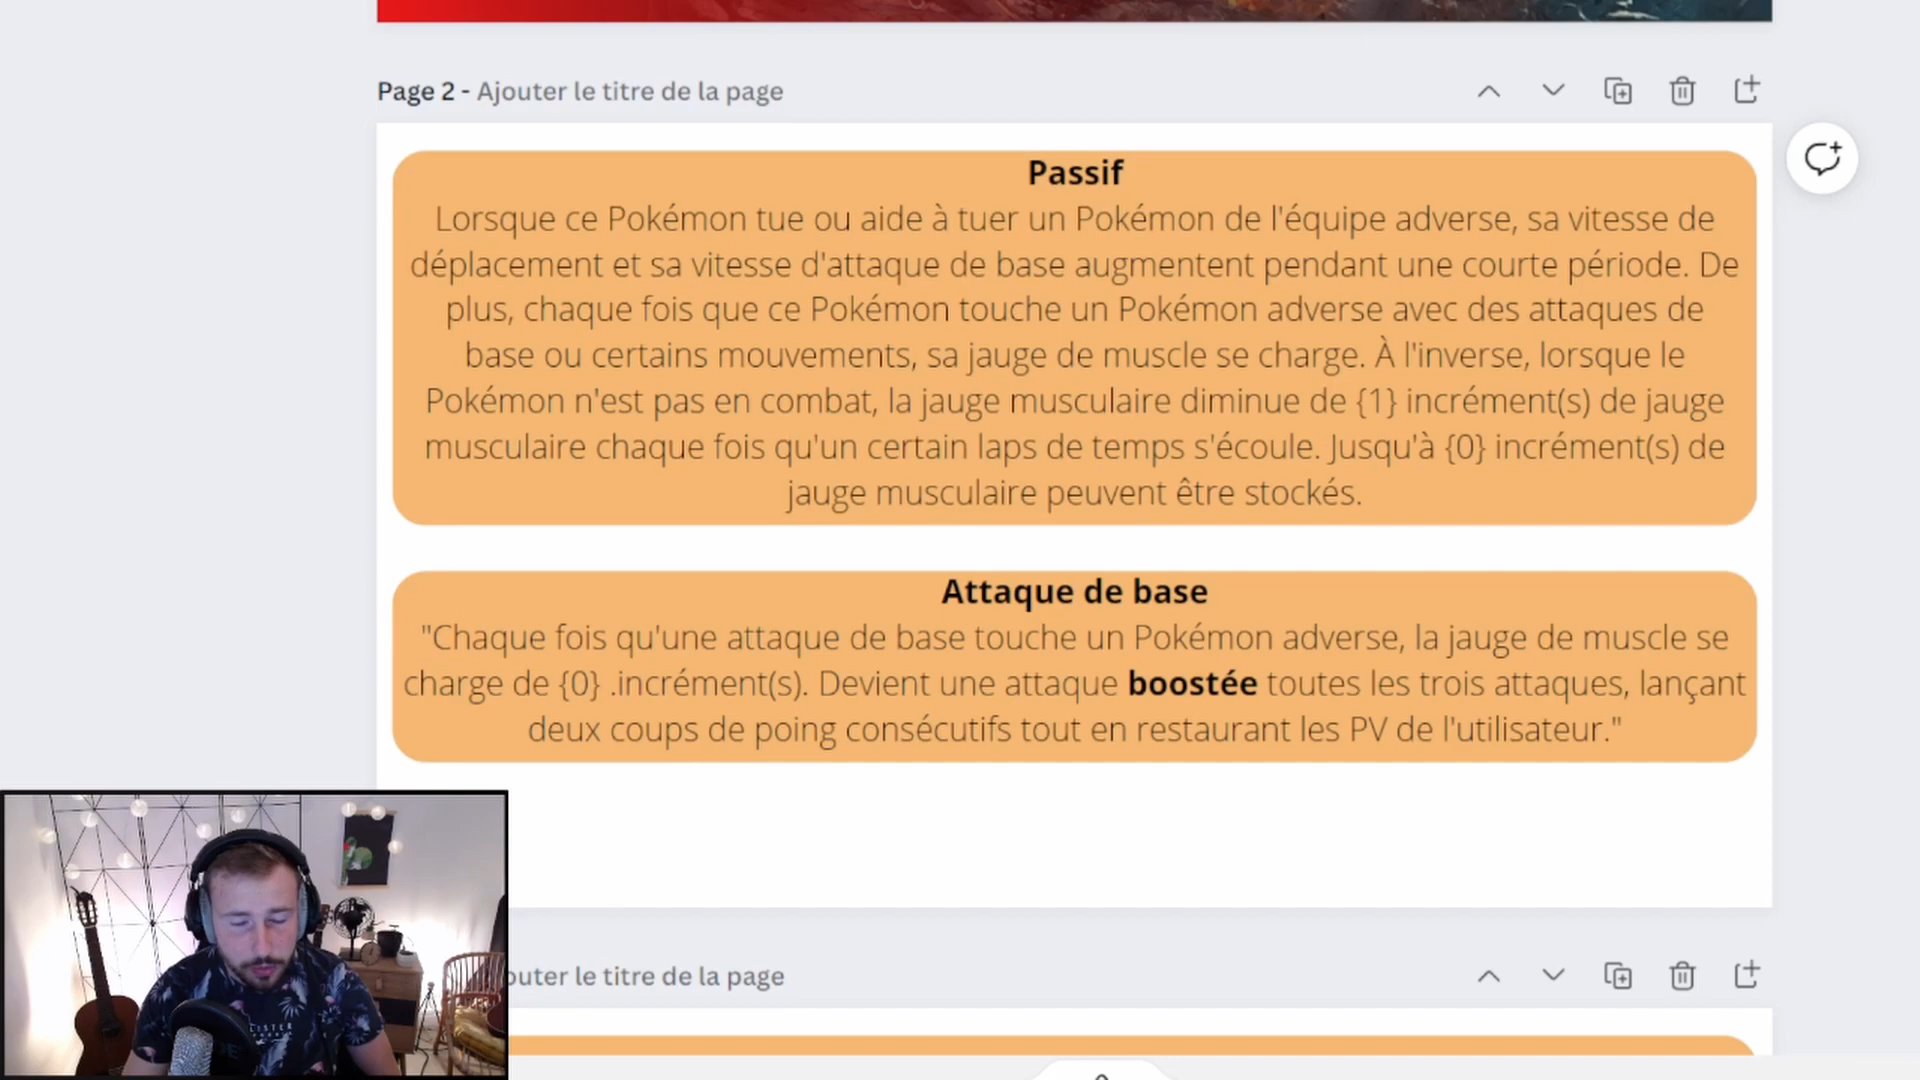 Page 2 - Ajouter le titre de la page
Passif
Lorsque ce Pokémon tue ou aide à tuer un Pokémon de l'équipe adverse, sa vitesse de
déplacement et sa vitesse d'attaque de base augmentent pendant une courte période. De
plus, chaque fois que ce Pokémon touche un Pokémon adverse avec des attaques de
base ou certains mouvements, sa jauge de muscle se charge. À l'inverse, lorsque le
Pokémon n'est pas en combat, la jauge musculaire diminue de {1} incrément(s) de jauge
musculaire chaque fois qu'un certain laps de temps s'écoule. Jusqu'à {0} incrément(s) de
jauge musculaire peuvent être stockés.
Attaque de base
"Chaque fois qu'une attaque de base touche un Pokémon adverse, la jauge de muscle se
charge de {0} .incrément(s). Devient une attaque boostée toutes les trois attaques, lançant
deux coups de poing consécutifs tout en restaurant les PV de l'utilisateur."
outer le titre de la page